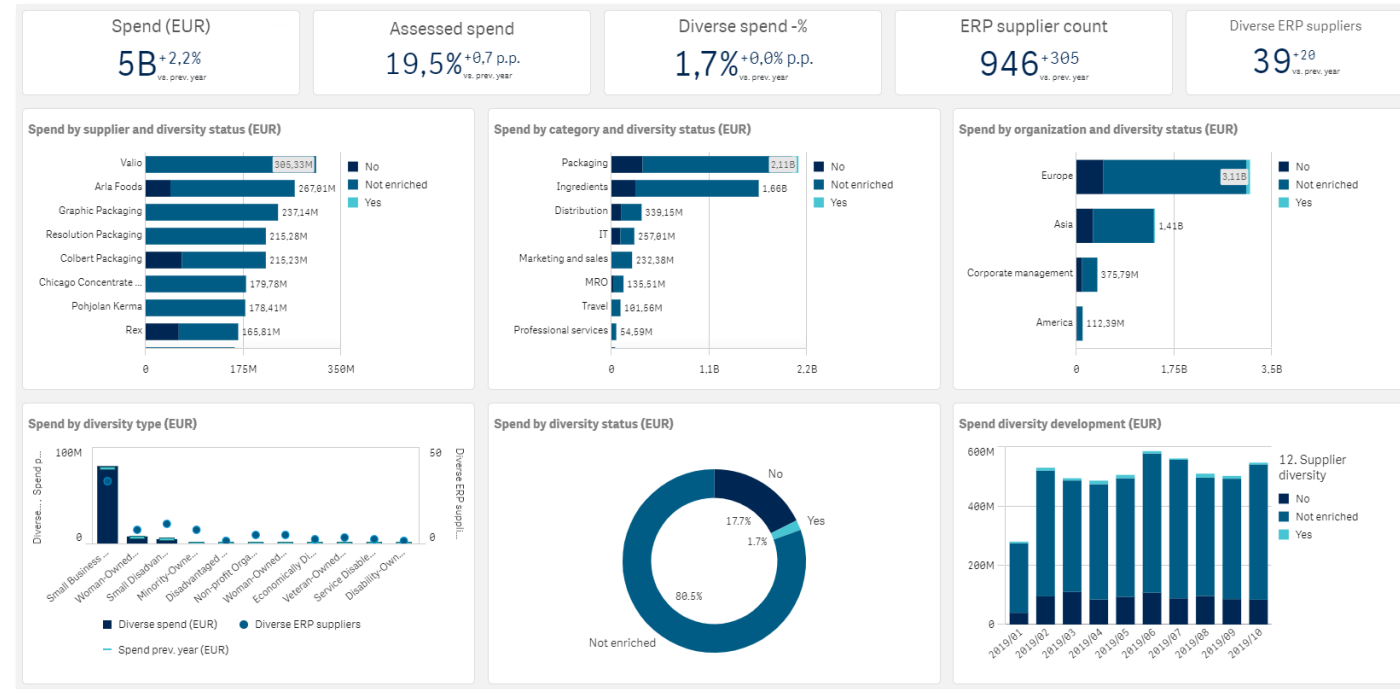 Spend (EUR)
5B +2,2%
vs. prev. year
Assessed spend
19,5% +0,7 p.p.
vs. prev. year
Diverse spend -%
1,7% +0,0% p.p.
vs. prev. year
ERP supplier count
946 +305
vs. prev. year
Diverse ERP suppliers
39 +20
vs. prev. year
Spend by supplier and diversity status (EUR)
Valio 305,33M
Arla Foods 267,01M
Graphic Packaging 237,14M
Resolution Packaging 215,28M
Colbert Packaging 215,23M
Chicago Concentrate ... 179,78M
Pohjolan Kerma 178,41M
Rex 165,81M
0 175M 350M
No
Not enriched
Yes
Spend by category and diversity status (EUR)
Packaging 2,11B
Ingredients 1,66B
Distribution 339,15M
IT 257,01M
Marketing and sales 232,38M
MRO 135,51M
Travel 101,56M
Professional services 54,59M
0 1,1B 2,2B
No
Not enriched
Yes
Spend by organization and diversity status (EUR)
Europe 3,11B
Asia 1,41B
Corporate management 375,79M
America 112,39M
0 1,75B 3,5B
No
Not enriched
Yes
Spend by diversity type (EUR)
Diverse... Spend p...
100M
0
50
0
Diverse ERP suppli...
Small Business ...
Woman-Owned...
Small Disadvan...
Minority-Owne...
Disadvantaged ...
Non-profit Orga...
Woman-Owned...
Economically Di...
Veteran-Owned...
Service Disable...
Disability-Own...
Diverse spend (EUR) Diverse ERP suppliers
Spend prev. year (EUR)
Spend by diversity status (EUR)
No
17.7%
Yes
1.7%
80.5%
Not enriched
Spend diversity development (EUR)
600M
400M
200M
0
2019/01 2019/02 2019/03 2019/04 2019/05 2019/06 2019/07 2019/08 2019/09 2019/10
12. Supplier
diversity
No
Not enriched
Yes